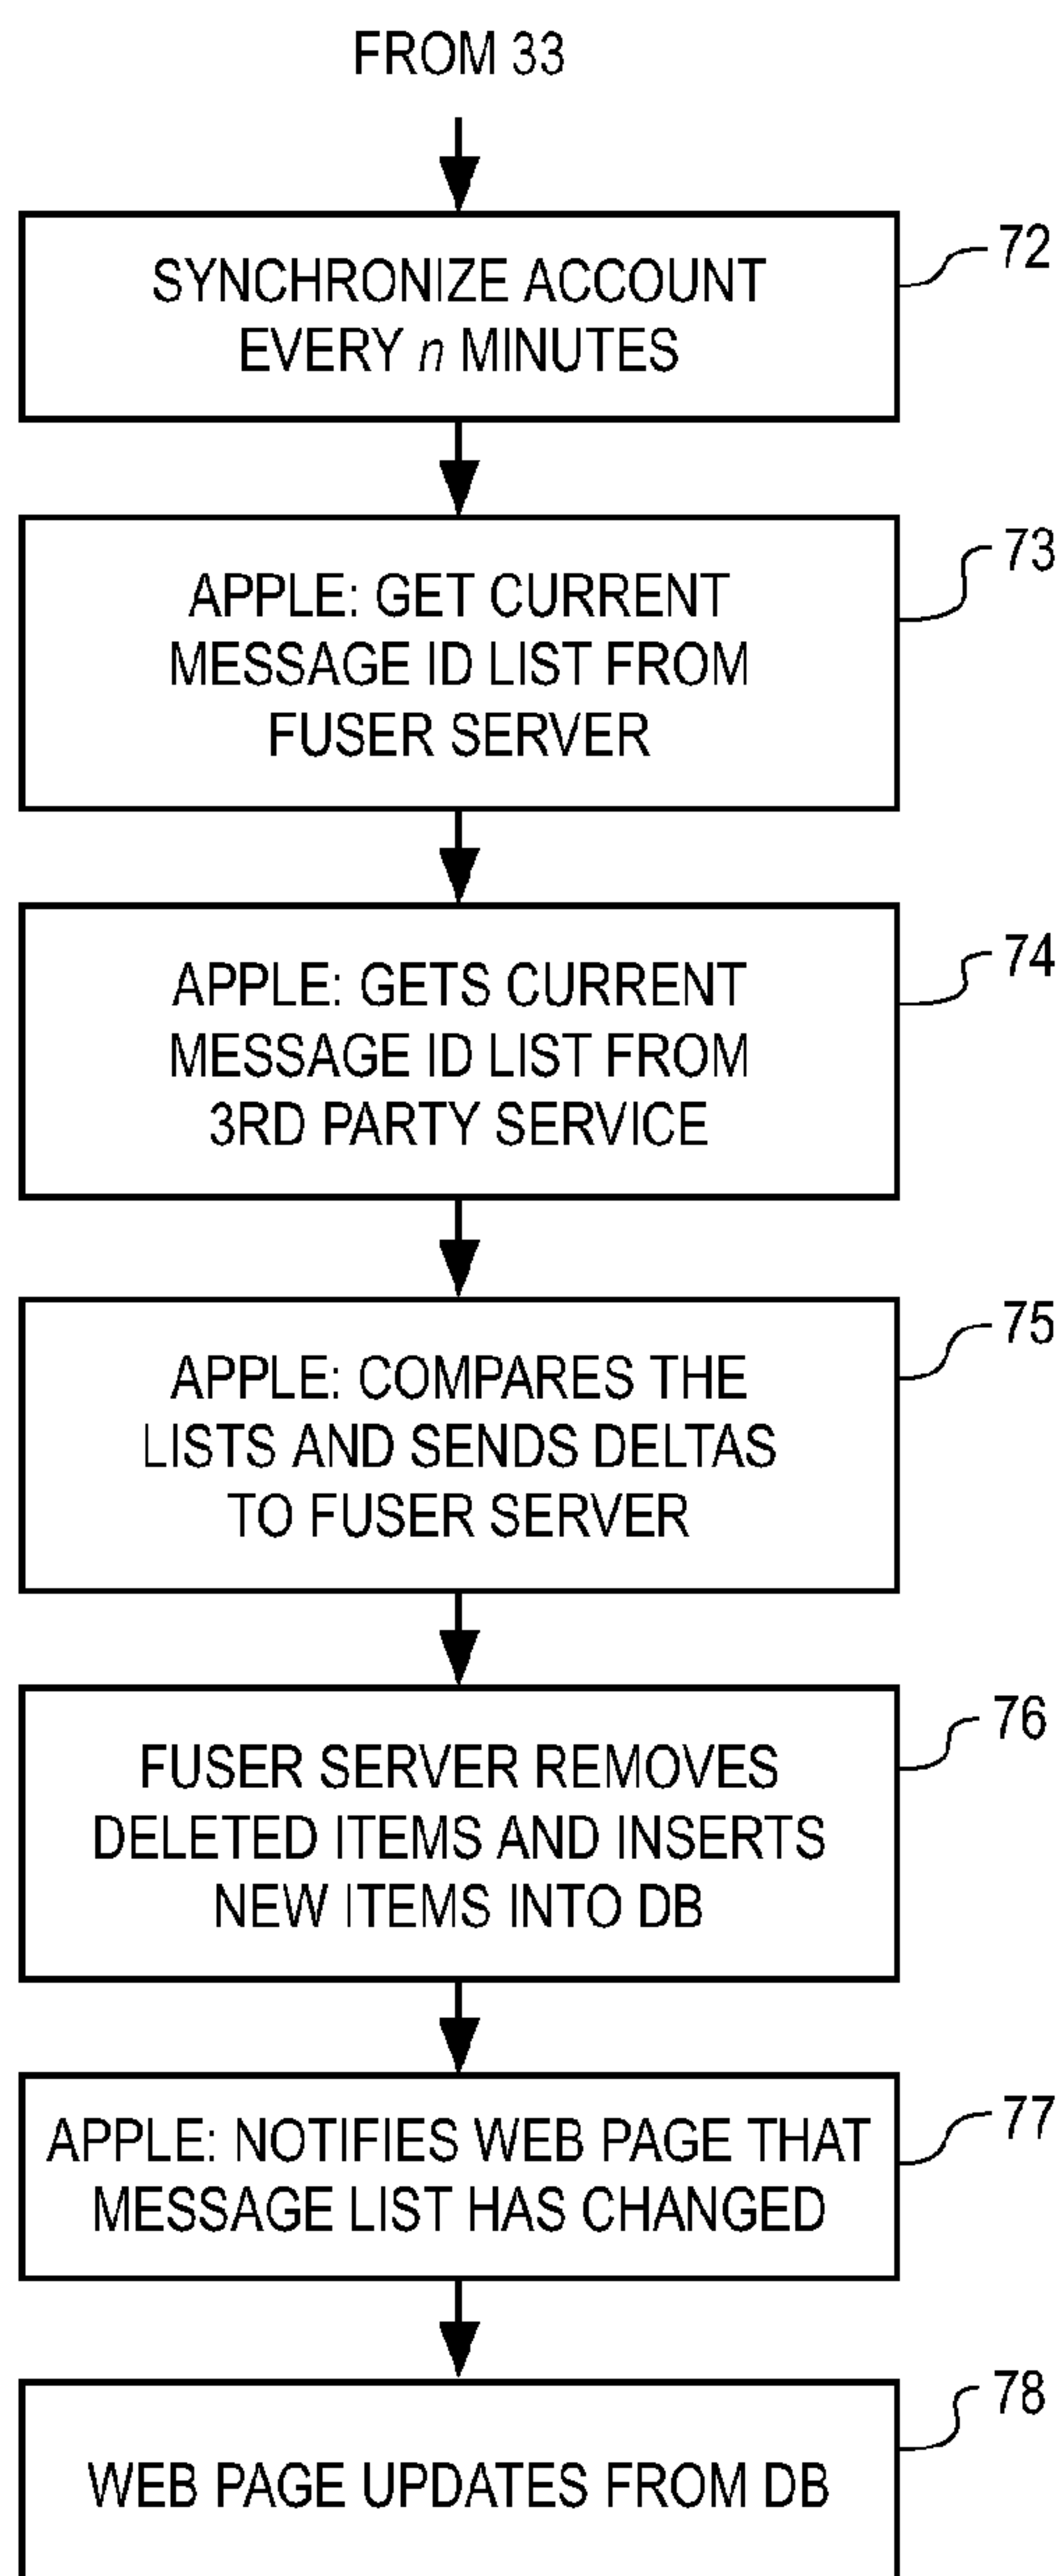 FROM 33
72
SYNCHRONIZE ACCOUNT
EVERY n MINUTES
73
APPLE: GET CURRENT
MESSAGE ID LIST FROM
FUSER SERVER
74
APPLE: GETS CURRENT
MESSAGE ID LIST FROM
3RD PARTY SERVICE
75
APPLE: COMPARES THE
LISTS AND SENDS DELTAS
TO FUSER SERVER
76
FUSER SERVER REMOVES
DELETED ITEMS AND INSERTS
NEW ITEMS INTO DB
77
APPLE: NOTIFIES WEB PAGE THAT
MESSAGE LIST HAS CHANGED
78
WEB PAGE UPDATES FROM DB